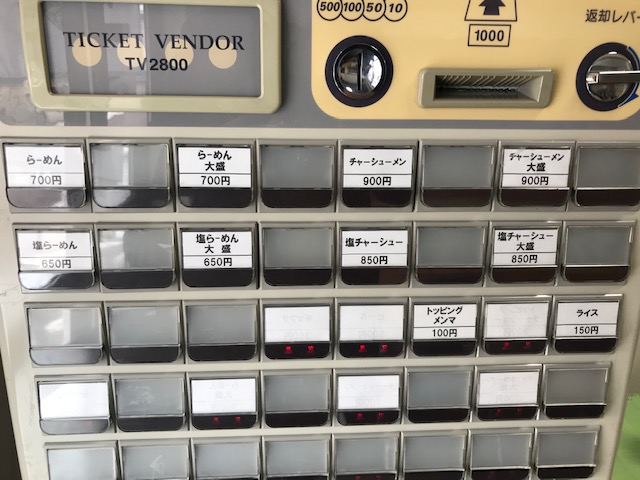 500 100 50 10
1000
返却レバー
TICKET VENDOR
TV2800
らーめん
700円
らーめん
大盛
700円
チャーシューメン
900円
チャーシューメン
大盛
900円
塩らーめん
650円
塩らーめん
大盛
650円
塩チャーシュー
850円
塩チャーシュー
大盛
850円
トッピング
メンマ
100円
ライス
150円